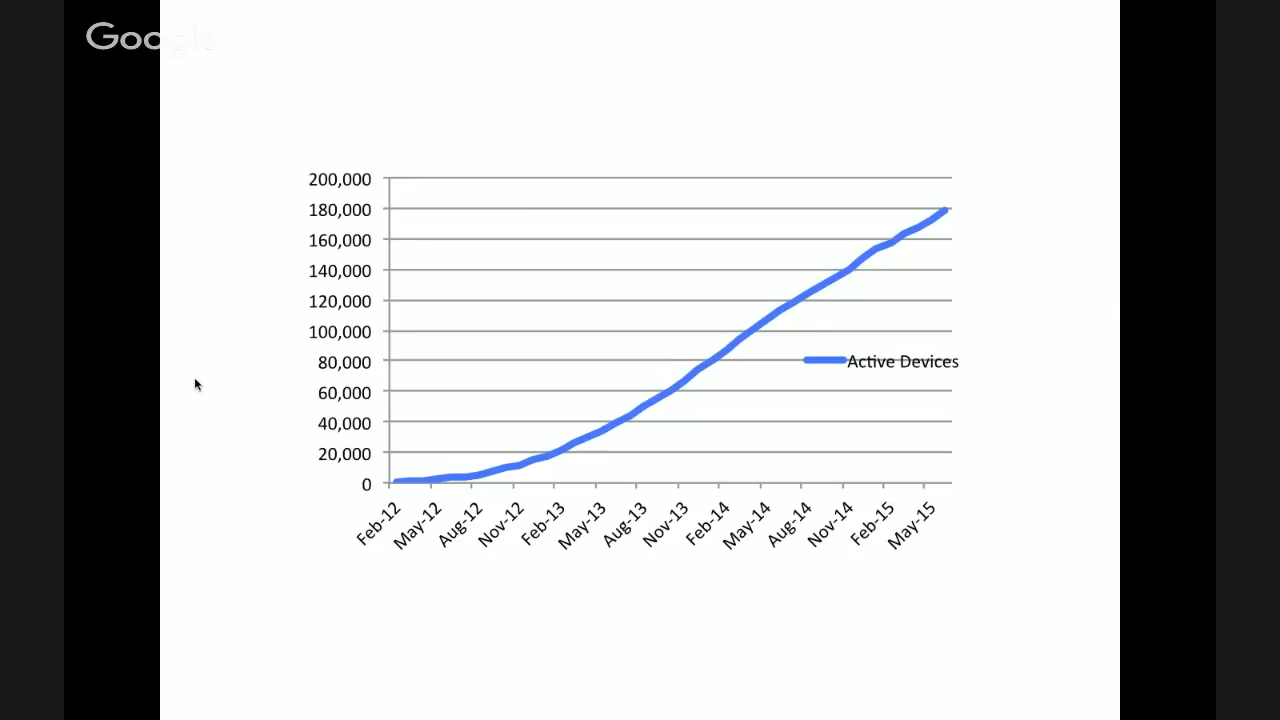 Google
200,000
180,000
160,000
140,000
120,000
100,000
80,000
60,000
40,000
20,000
0
Active Devices
Feb-12
May-12
Aug-12
Nov-12
Feb-13
May-13
Aug-13
Nov-13
Feb-14
May-14
Aug-14
Nov-14
Feb-15
May-15